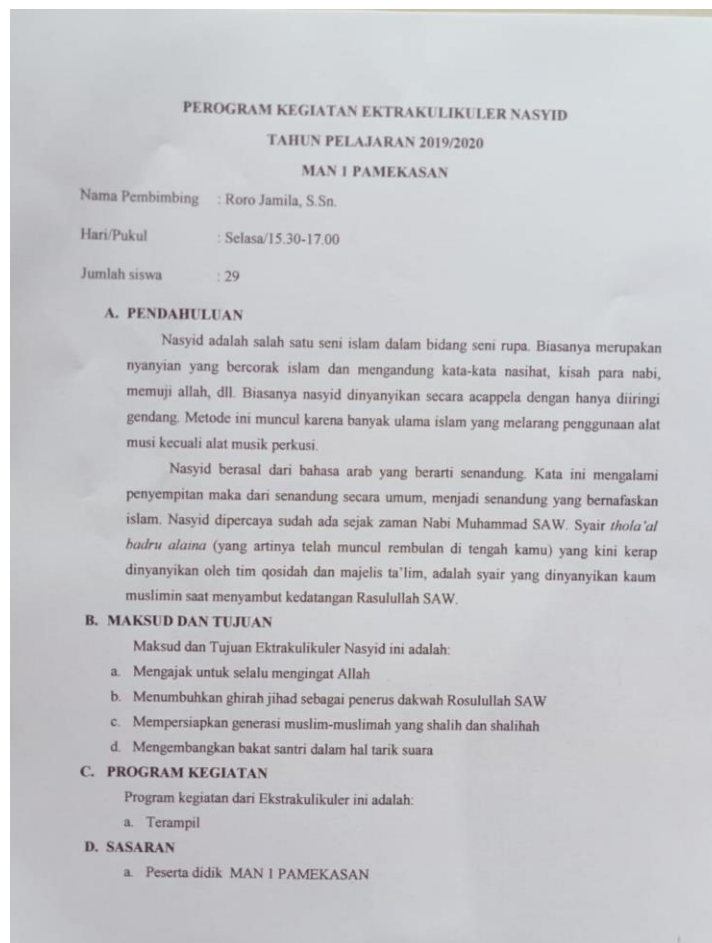 PEROGRAM KEGIATAN EKTRAKULIKULER NASYID
TAHUN PELAJARAN 2019/2020
MAN 1 PAMEKASAN
Nama Pembimbing : Roro Jamila, S.Sn.
Hari/Pukul : Selasa/15.30-17.00
Jumlah siswa : 29
A. PENDAHULUAN
Nasyid adalah salah satu seni islam dalam bidang seni rupa. Biasanya merupakan
nyanyian yang bercorak islam dan mengandung kata-kata nasihat, kisah para nabi,
memuji allah, dll. Biasanya nasyid dinyanyikan secara acappela dengan hanya diiringi
gendang. Metode ini muncul karena banyak ulama islam yang melarang penggunaan alat
musi kecuali alat musik perkusi.
Nasyid berasal dari bahasa arab yang berarti senandung. Kata ini mengalami
penyempitan maka dari senandung secara umum, menjadi senandung yang bernafaskan
islam. Nasyid dipercaya sudah ada sejak zaman Nabi Muhammad SAW. Syair thola'al
badru alaina (yang artinya telah muncul rembulan di tengah kamu) yang kini kerap
dinyanyikan oleh tim qosidah dan majelis ta'lim, adalah syair yang dinyanyikan kaum
muslimin saat menyambut kedatangan Rasulullah SAW.
B. MAKSUD DAN TUJUAN
Maksud dan Tujuan Ektrakulikuler Nasyid ini adalah:
a. Mengajak untuk selalu mengingat Allah
b. Menumbuhkan ghirah jihad sebagai penerus dakwah Rosulullah SAW
c. Mempersiapkan generasi muslim-muslimah yang shalih dan shalihah
d. Mengembangkan bakat santri dalam hal tarik suara
C. PROGRAM KEGIATAN
Program kegiatan dari Ekstrakulikuler ini adalah:
a. Terampil
D. SASARAN
a. Peserta didik MAN I PAMEKASAN